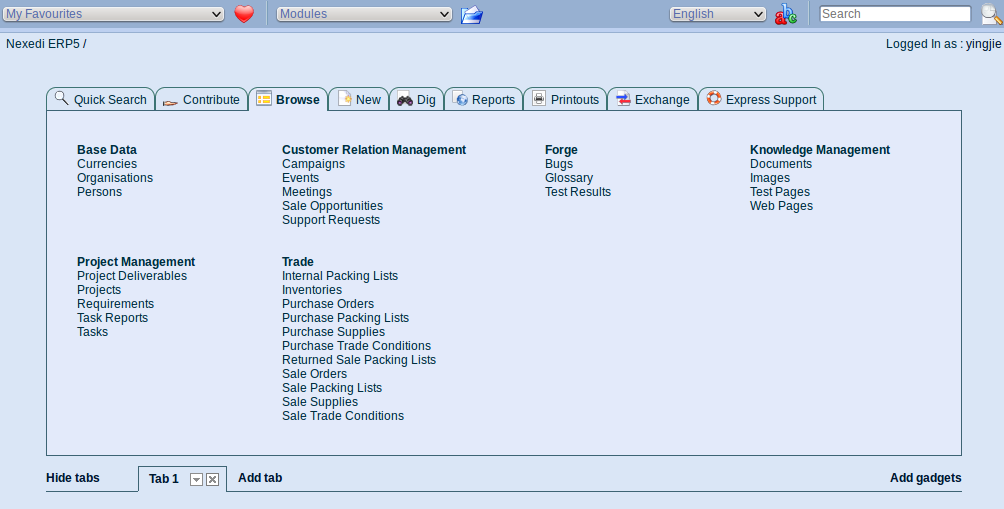 My Favourites Modules English Search
Nexedi ERP5 / Logged In as : yingjie
Quick Search Contribute Browse New Dig Reports Printouts Exchange Express Support
Base Data
Currencies
Organisations
Persons
Customer Relation Management
Campaigns
Events
Meetings
Sale Opportunities
Support Requests
Forge
Bugs
Glossary
Test Results
Knowledge Management
Documents
Images
Test Pages
Web Pages
Project Management
Project Deliverables
Projects
Requirements
Task Reports
Tasks
Trade
Internal Packing Lists
Inventories
Purchase Orders
Purchase Packing Lists
Purchase Supplies
Purchase Trade Conditions
Returned Sale Packing Lists
Sale Orders
Sale Packing Lists
Sale Supplies
Sale Trade Conditions
Hide tabs Tab 1 Add tab Add gadgets